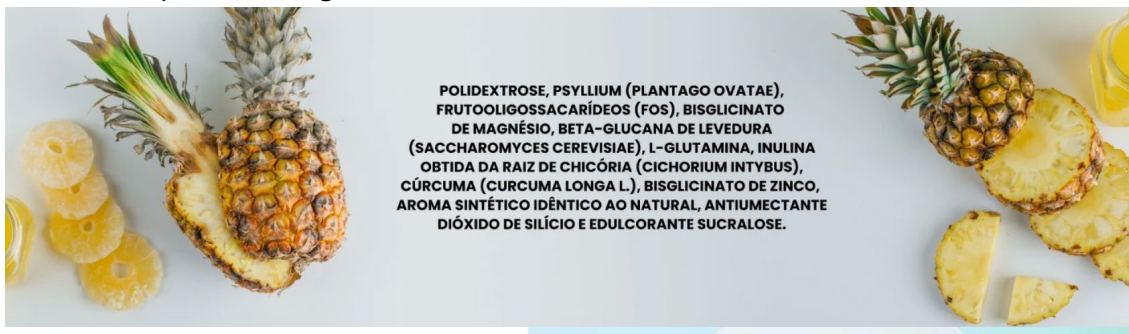 POLIDEXTROSE, PSYLLIUM (PLANTAGO OVATAE),
FRUTOOLIGOSSACARÍDEOS (FOS), BISGLICINATO
DE MAGNÉSIO, BETA-GLUCANA DE LEVEDURA
(SACCHAROMYCES CEREVISIAE), L-GLUTAMINA, INULINA
OBTIDA DA RAIZ DE CHICÓRIA (CICHORIUM INTYBUS),
CÚRCUMA (CURCUMA LONGA L.), BISGLICINATO DE ZINCO,
AROMA SINTÉTICO IDÊNTICO AO NATURAL, ANTIUMECTANTE
DIÓXIDO DE SILÍCIO E EDULCORANTE SUCRALOSE.